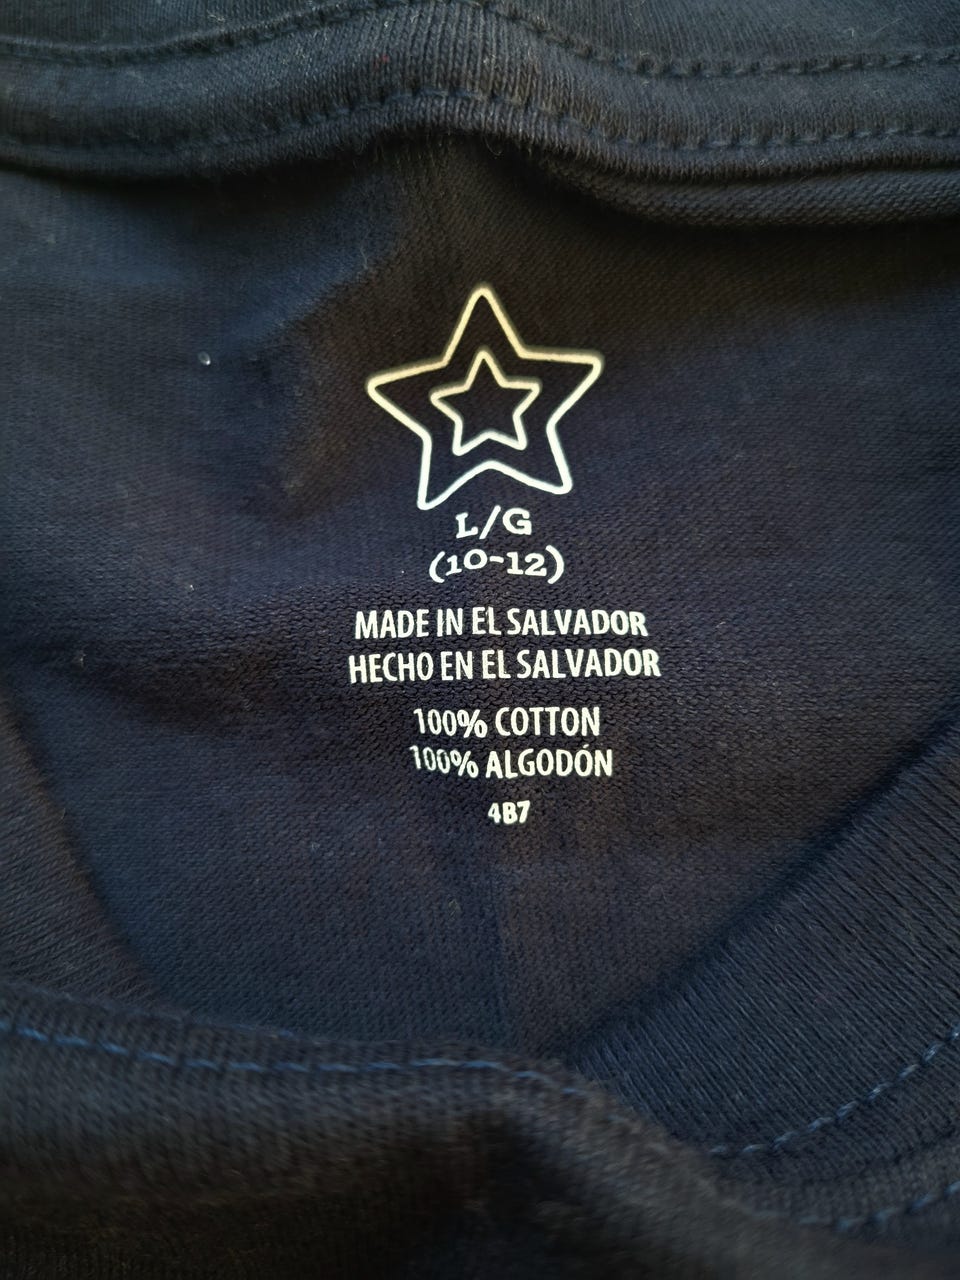 L/G
(10-12)
MADE IN EL SALVADOR
HECHO EN EL SALVADOR
100% COTTON
100% ALGODÓN
4B7